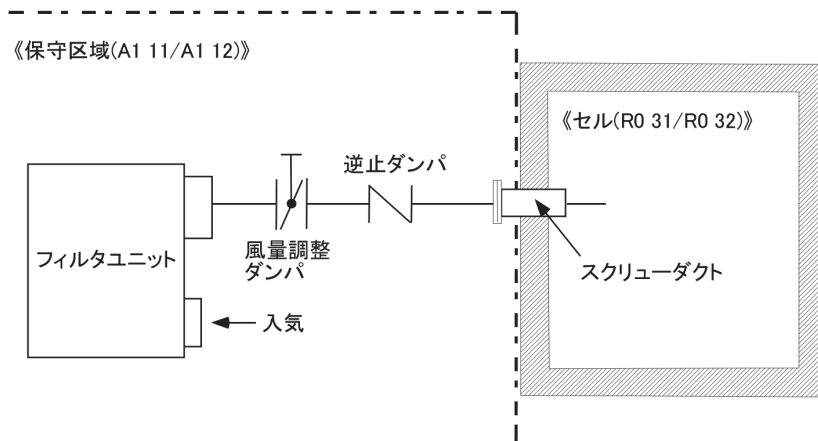 《保守区域(A1 11/A1 12)》
《セル(R0 31/R0 32)》
逆止ダンパ
風量調整
ダンパ
フィルタユニット
スクリューダクト
入気